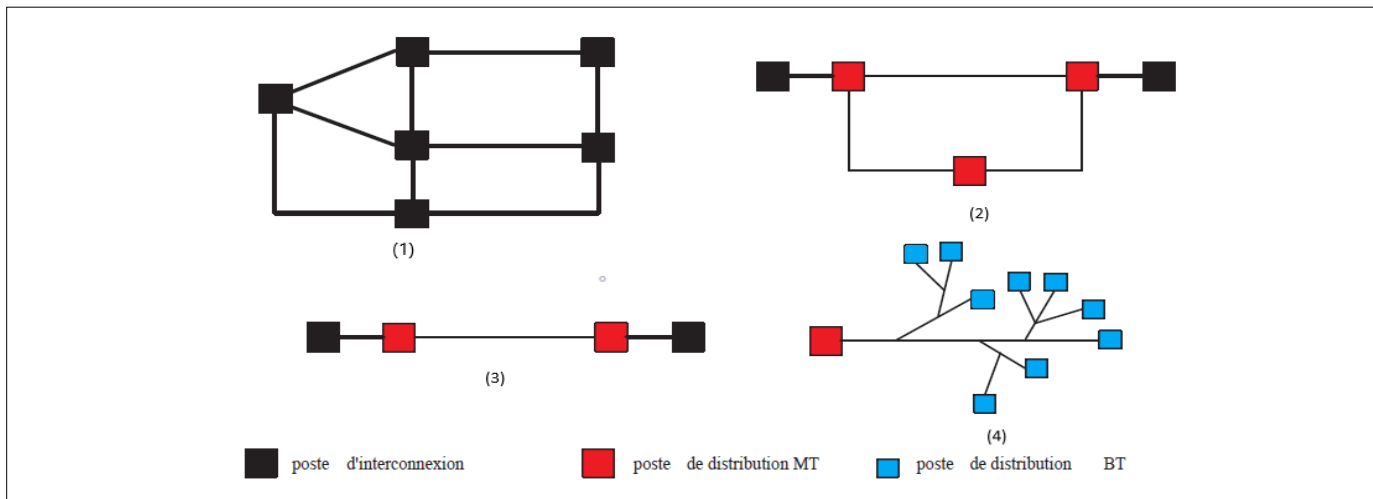 (1)
(2)
(3)
(4)
poste d'interconnexion
poste de distribution MT
poste de distribution BT